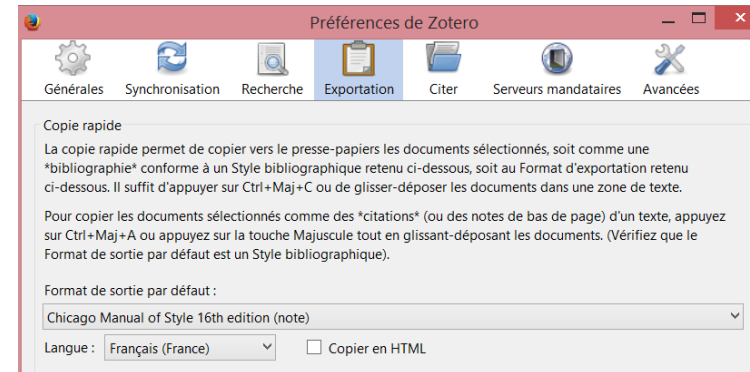 Préférences de Zotero
Générales Synchronisation Recherche Exportation Citer Serveurs mandataires Avancées
Copie rapide
La copie rapide permet de copier vers le presse-papiers les documents sélectionnés, soit comme une
*bibliographie* conforme à un Style bibliographique retenu ci-dessous, soit au Format d'exportation retenu
ci-dessous. Il suffit d'appuyer sur Ctrl+Maj+C ou de glisser-déposer les documents dans une zone de texte.
Pour copier les documents sélectionnés comme des *citations* (ou des notes de bas de page) d'un texte, appuyez
sur Ctrl+Maj+A ou appuyez sur la touche Majuscule tout en glissant-déposant les documents. (Vérifiez que le
Format de sortie par défaut est un Style bibliographique).
Format de sortie par défaut :
Chicago Manual of Style 16th edition (note)
Langue : Français (France) Copier en HTML